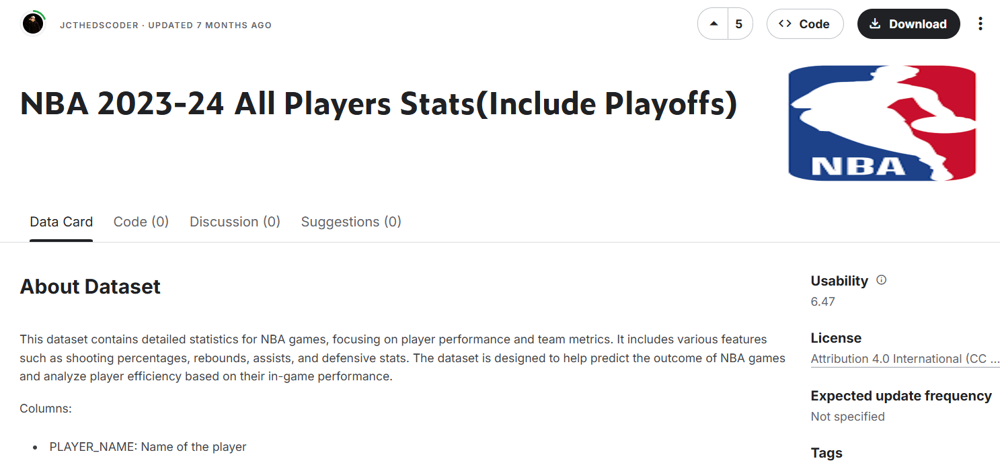 JCTHEDSCODER · UPDATED 7 MONTHS AGO
5
Code
Download
NBA 2023-24 All Players Stats(Include Playoffs)
NBA
Data Card
Code (0)
Discussion (0)
Suggestions (0)
About Dataset
This dataset contains detailed statistics for NBA games, focusing on player performance and team metrics. It includes various features
such as shooting percentages, rebounds, assists, and defensive stats. The dataset is designed to help predict the outcome of NBA games
and analyze player efficiency based on their in-game performance.
Columns:
• PLAYER_NAME: Name of the player
Usability
6.47
License
Attribution 4.0 International (CC ...
Expected update frequency
Not specified
Tags